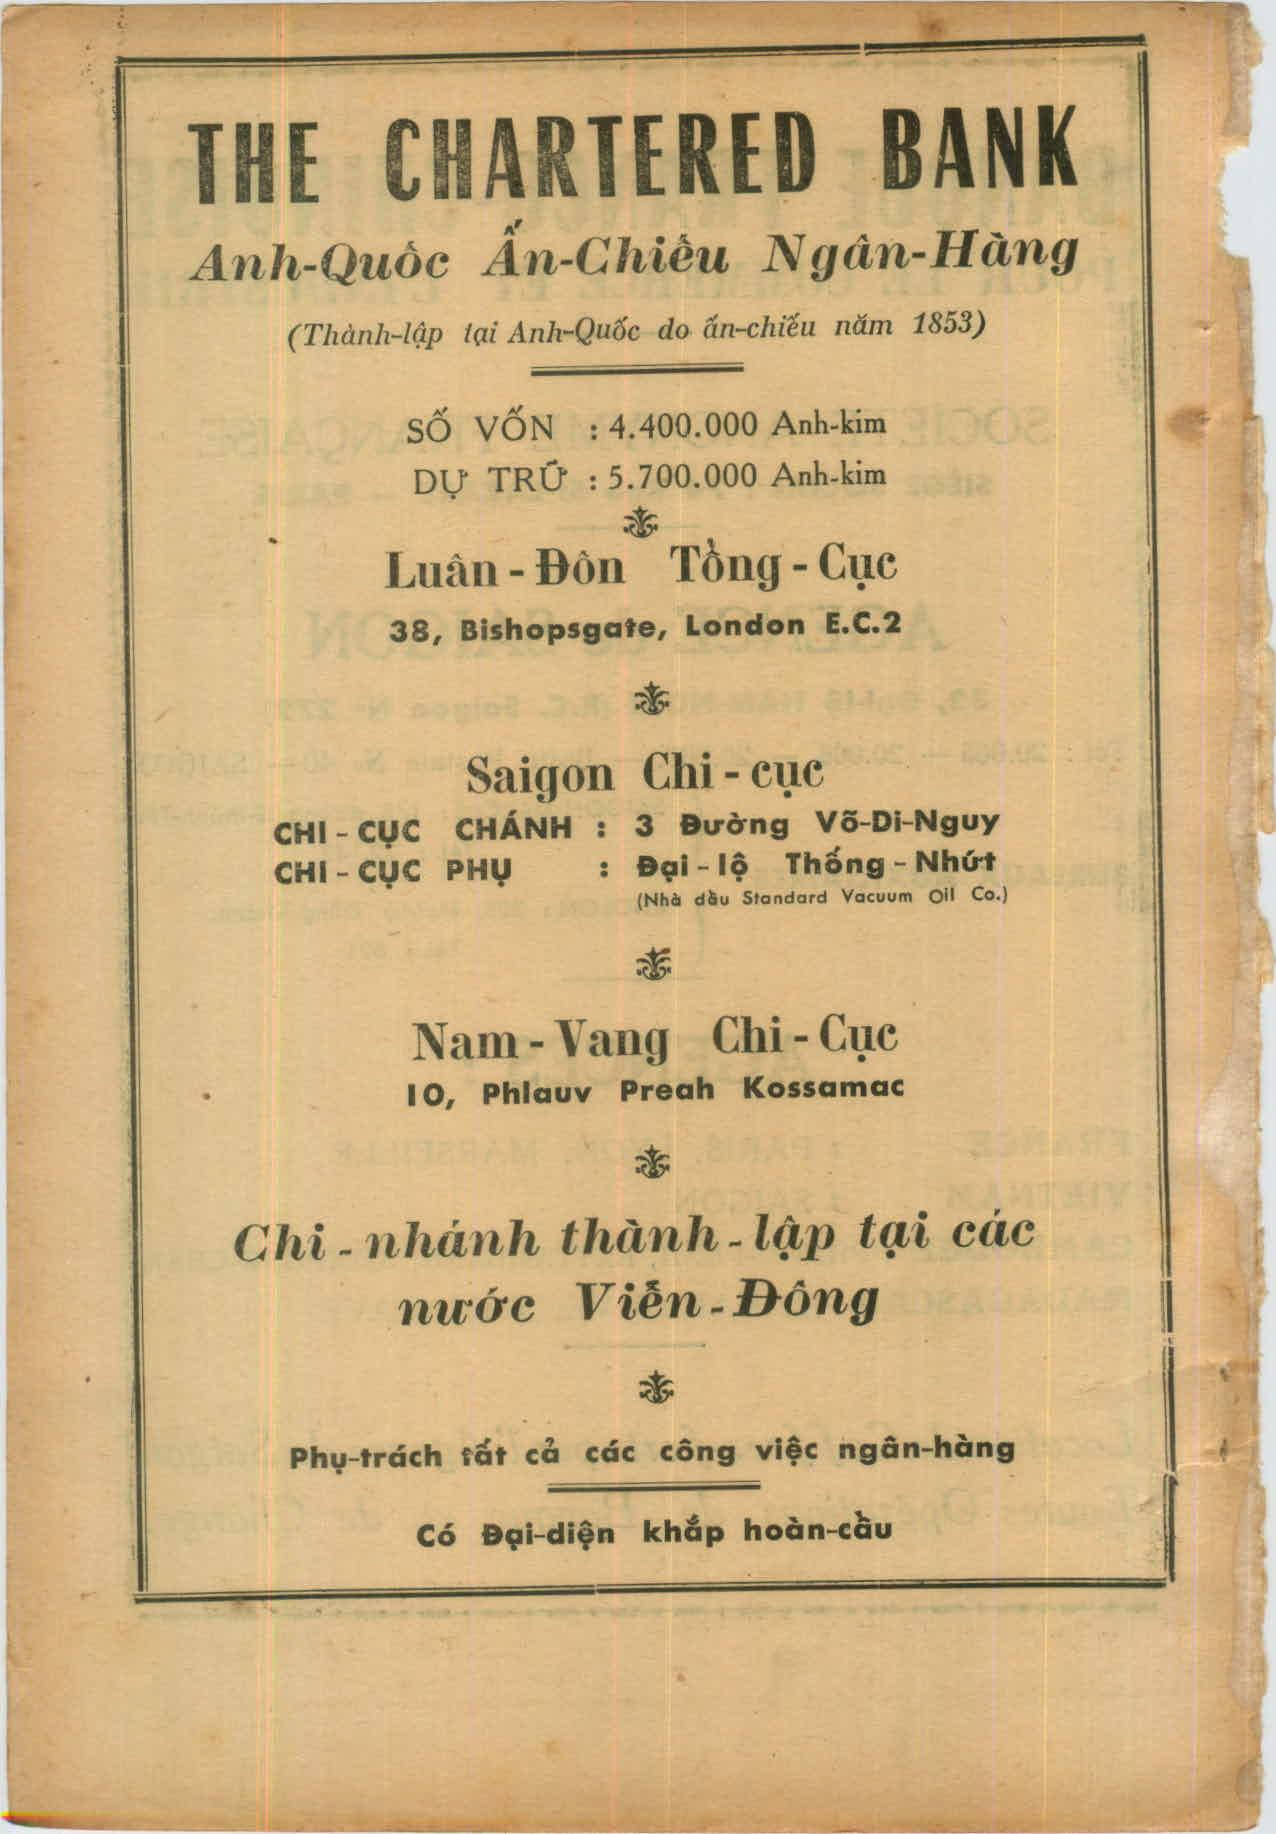 THE CHARTERED BANK
Anh-Quốc Ấn-Chiếu Ngân-Hàng
(Thành-lập tại Anh-Quốc do ấn-chiếu năm 1853)
SỐ VỐN : 4.400.000 Anh-kim
DỰ TRỮ : 5.700.000 Anh-kim
Luân - Đôn Tổng - Cục
38, Bishopsgate, London E.C.2
Saigon Chi - cục
CHI - CỤC CHÁNH : 3 Đường Võ-Di-Nguy
CHI - CỤC PHỤ : Đại - lộ Thống - Nhứt
(Nhà dầu Standard Vacuum Oil Co.)
Nam - Vang Chi - Cục
10, Phlauv Preah Kossamac
Chi - nhánh thành - lập tại các
nước Viễn - Đông
Phụ-trách tất cả các công việc ngân-hàng
Có Đại-diện khắp hoàn-cầu